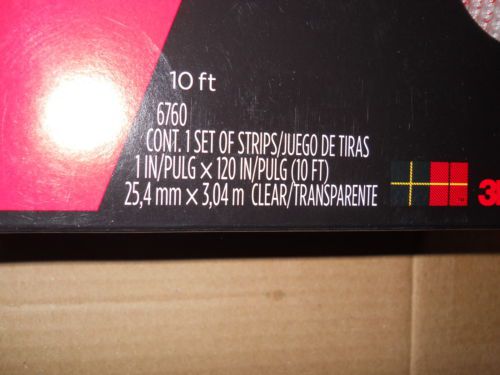 10 ft
6760
CONT. 1 SET OF STRIPS/JUEGO DE TIRAS
1 IN/PULG × 120 IN/PULG (10 FT)
25,4 mm × 3,04 m CLEAR/TRANSPARENTE